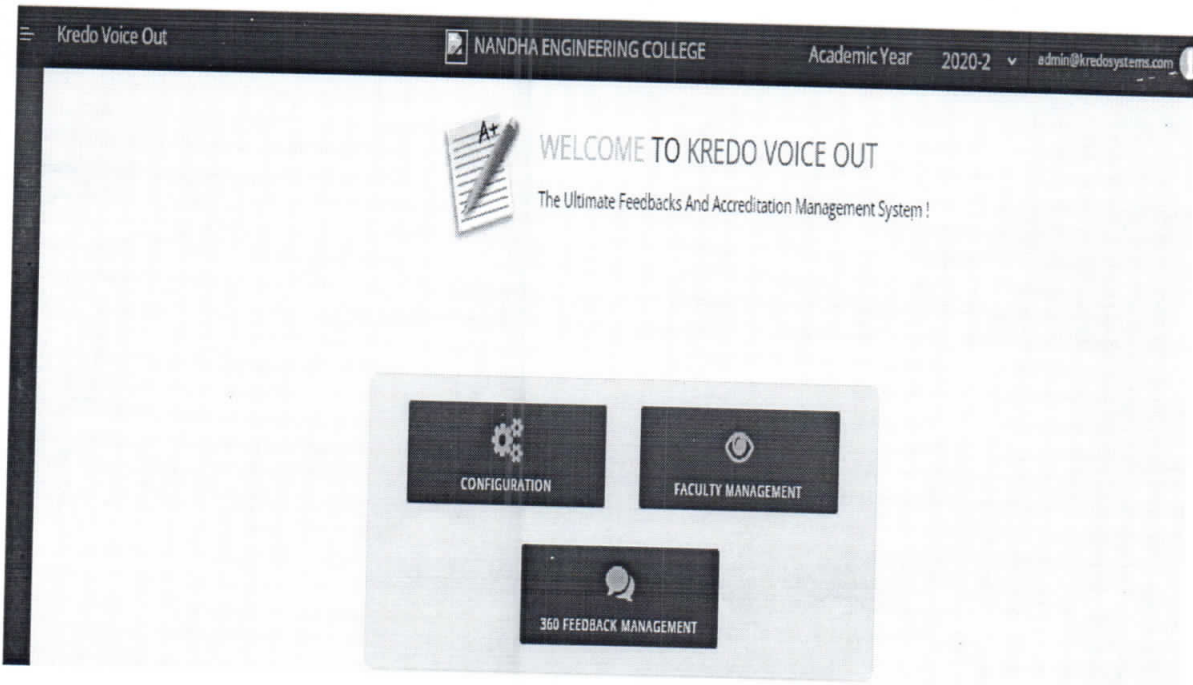 Kredo Voice Out
NANDHA ENGINEERING COLLEGE
Academic Year
2020-2
admin@kredosystems.com
A+
WELCOME TO KREDO VOICE OUT
The Ultimate Feedbacks And Accreditation Management System !
CONFIGURATION
FACULTY MANAGEMENT
360 FEEDBACK MANAGEMENT